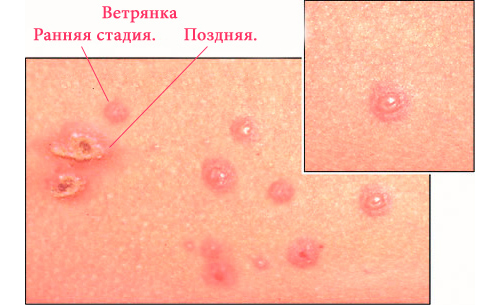 Ветрянка
Ранняя стадия. Поздняя.